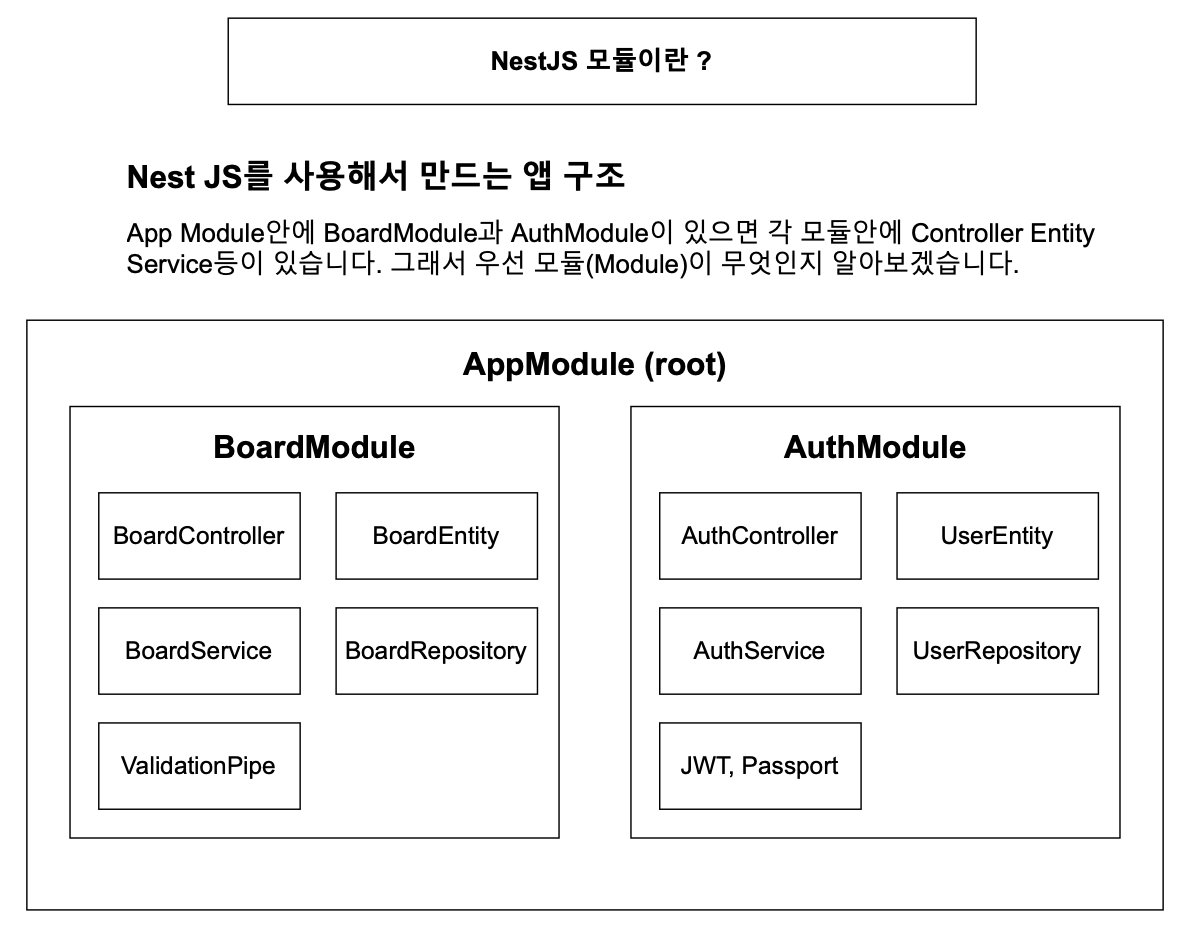 NestJS 모듈이란 ?
Nest JS를 사용해서 만드는 앱 구조
App Module안에 BoardModule과 AuthModule이 있으면 각 모듈안에 Controller Entity
Service등이 있습니다. 그래서 우선 모듈(Module)이 무엇인지 알아보겠습니다.
AppModule (root)
BoardModule
BoardController
BoardEntity
BoardService
BoardRepository
ValidationPipe
AuthModule
AuthController
UserEntity
AuthService
UserRepository
JWT, Passport